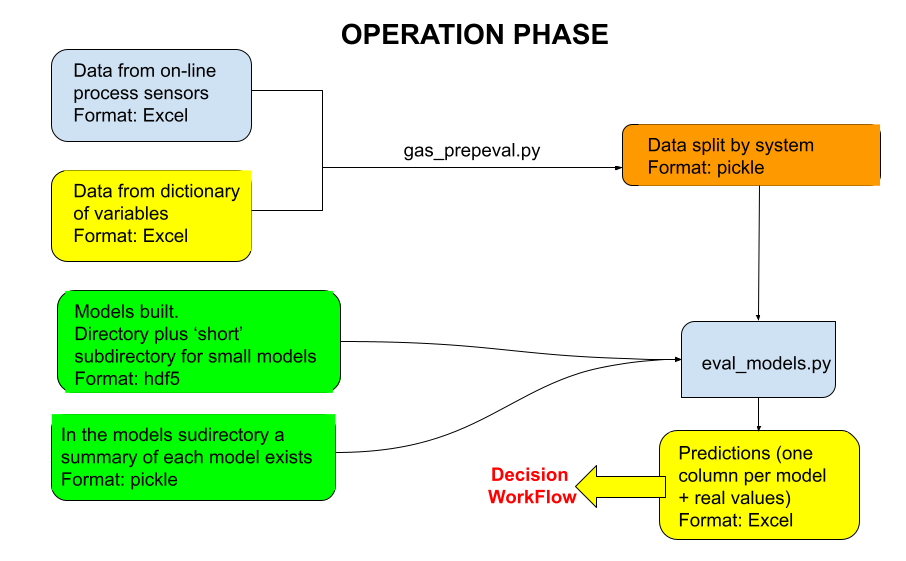 OPERATION PHASE
Data from on-line
process sensors
Format: Excel
gas_prepeval.py
Data split by system
Format: pickle
Data from dictionary
of variables
Format: Excel
Models built.
Directory plus ‘short’
subdirectory for small models
Format: hdf5
eval_models.py
In the models sudirectory a
summary of each model exists
Format: pickle
Predictions (one
column per model
+ real values)
Format: Excel
Decision
WorkFlow